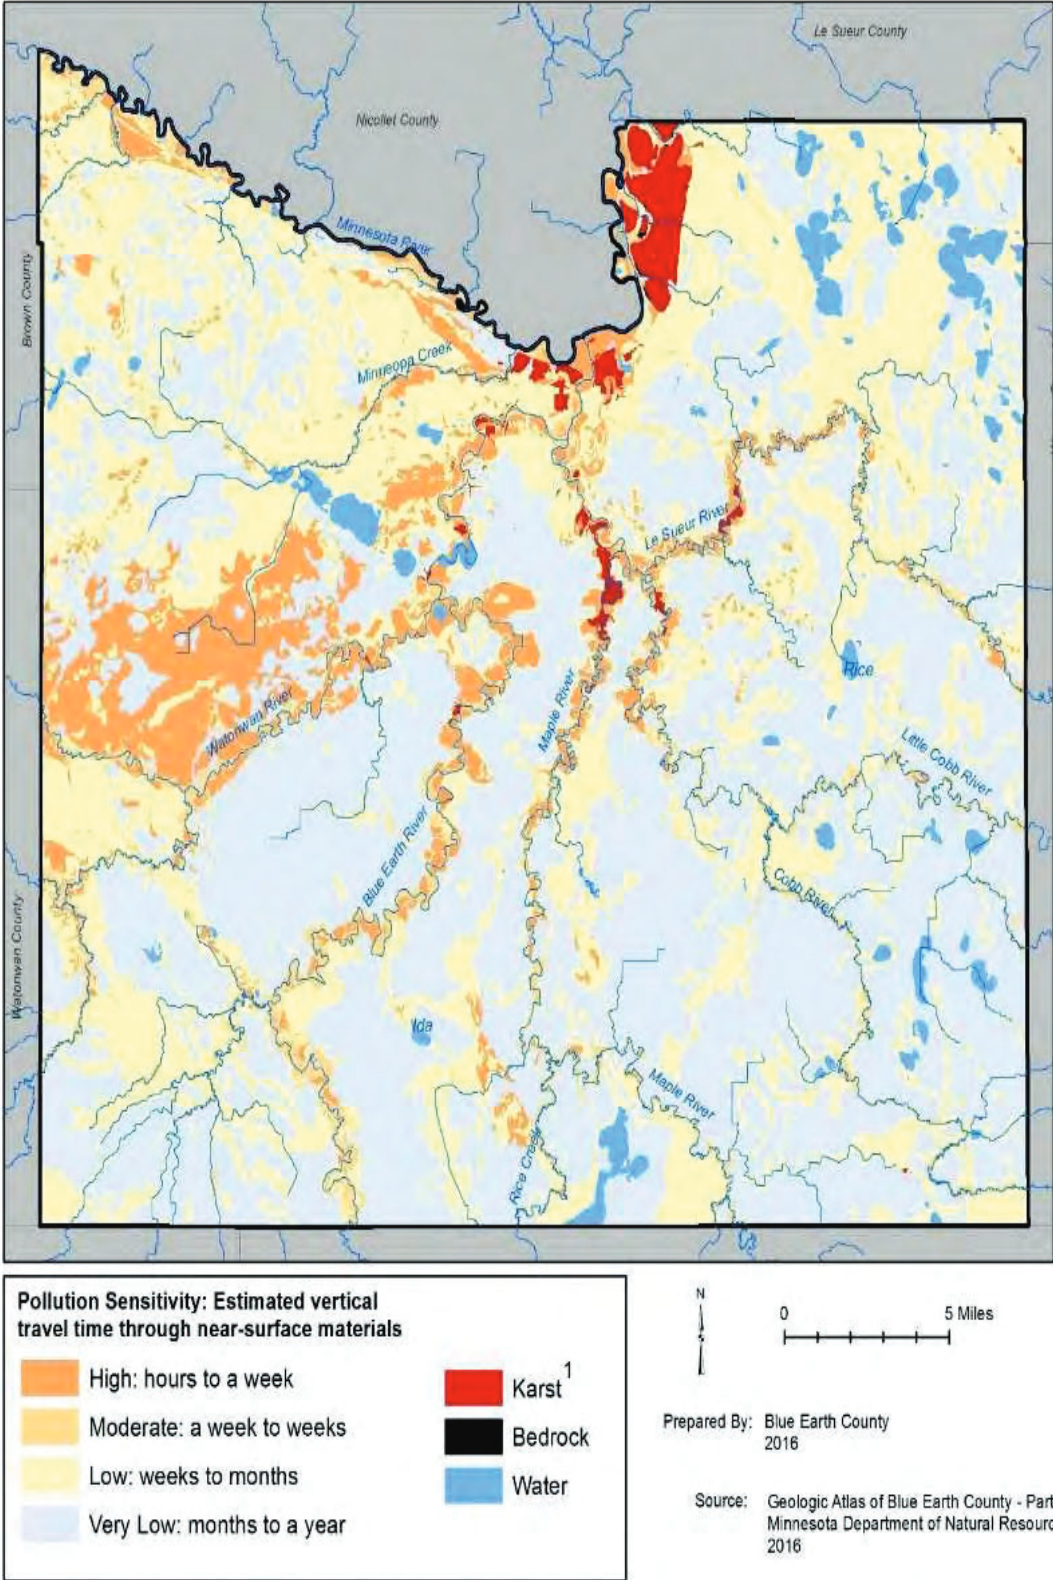 Le Sueur County
Nicollet County
Minnesota River
Brown County
Minneopa Creek
Le Sueur River
Rice
Maple River
Watonwan River
Little Cobb River
Blue Earth River
Cobb River
Watonwan County
Ida
Maple River
Rice Creek
Pollution Sensitivity: Estimated vertical
travel time through near-surface materials
High: hours to a week
Moderate: a week to weeks
Low: weeks to months
Very Low: months to a year
Karst1
Bedrock
Water
N
0 5 Miles
Prepared By: Blue Earth County
2016
Source: Geologic Atlas of Blue Earth County - Part
Minnesota Department of Natural Resourc
2016